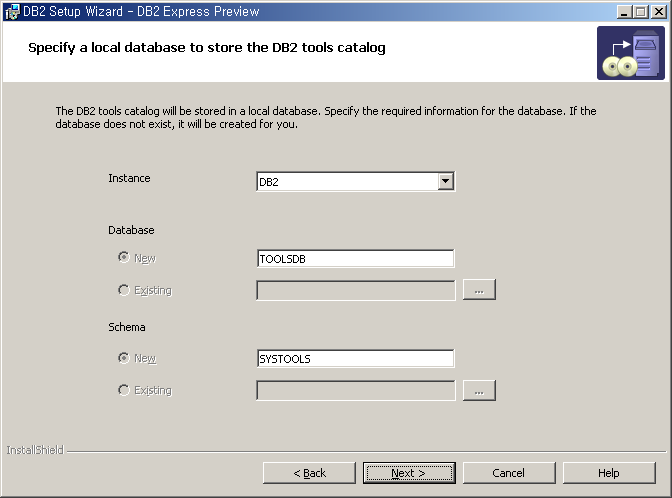 DB2 Setup Wizard - DB2 Express Preview
Specify a local database to store the DB2 tools catalog
The DB2 tools catalog will be stored in a local database. Specify the required information for the database. If the
database does not exist, it will be created for you.
Instance
DB2
Database
New
TOOLSDB
Existing
...
Schema
New
SYSTOOLS
Existing
...
InstallShield
< Back
Next >
Cancel
Help